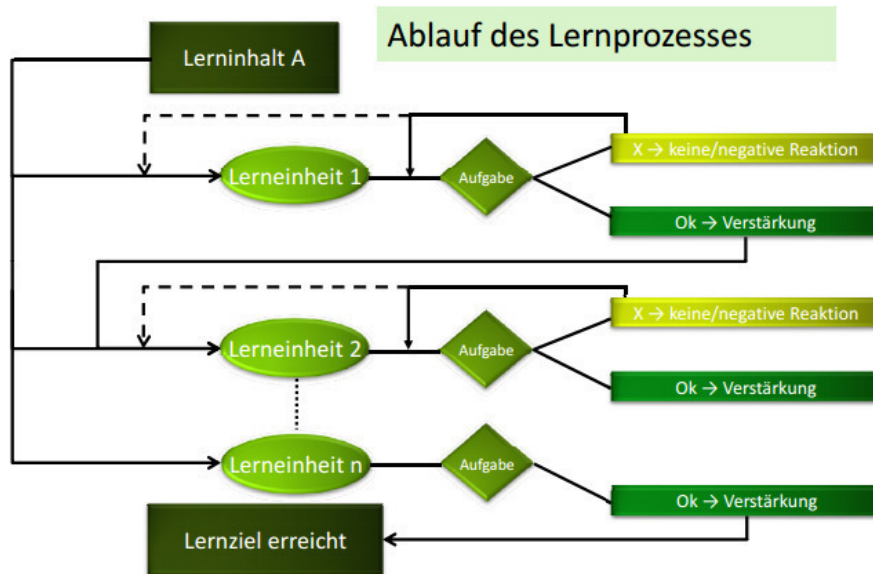 Ablauf des Lernprozesses
Lerninhalt A
X → keine/negative Reaktion
Lerneinheit 1
Aufgabe
Ok → Verstärkung
X → keine/negative Reaktion
Lerneinheit 2
Aufgabe
Ok → Verstärkung
Lerneinheit n
Aufgabe
Ok → Verstärkung
Lernziel erreicht